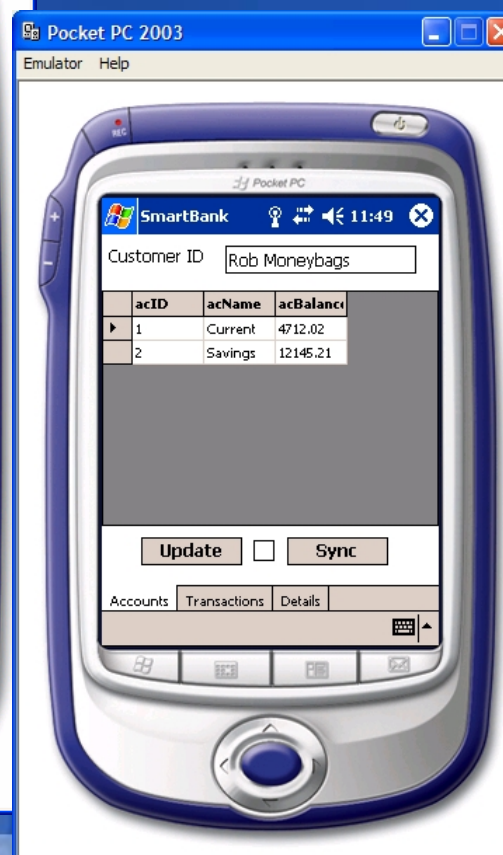 Pocket PC 2003
Emulator Help
REC
Pocket PC
SmartBank 11:49
Customer ID Rob Moneybags
acID acName acBalance
1 Current 4712.02
2 Savings 12145.21
Update Sync
Accounts Transactions Details